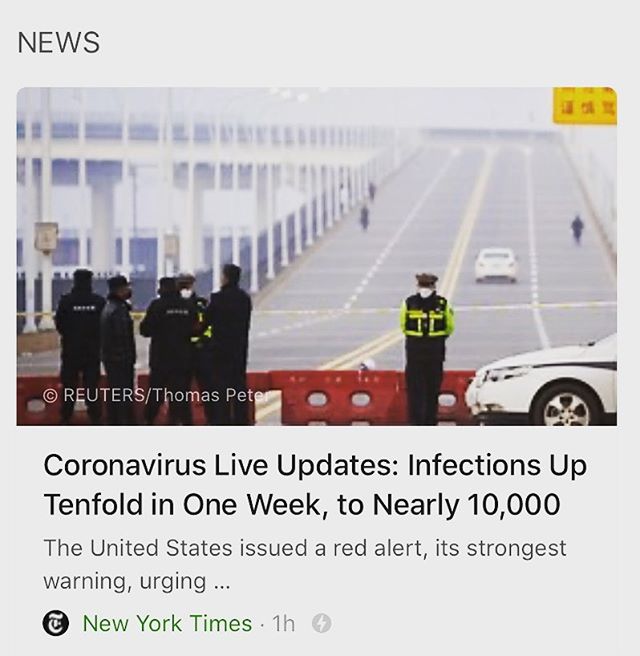 NEWS
© REUTERS/Thomas Peter
Coronavirus Live Updates: Infections Up
Tenfold in One Week, to Nearly 10,000
The United States issued a red alert, its strongest
warning, urging ...
New York Times · 1h